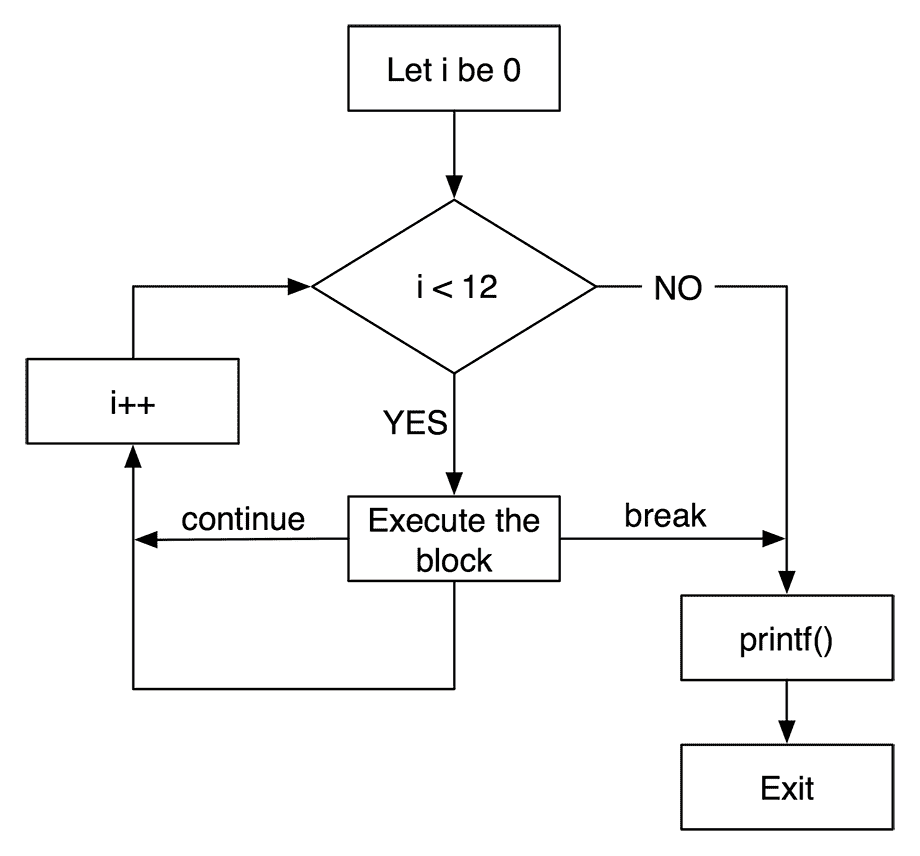 Let i be 0
i < 12
NO
i++
YES
continue
Execute the
block
break
printf()
Exit